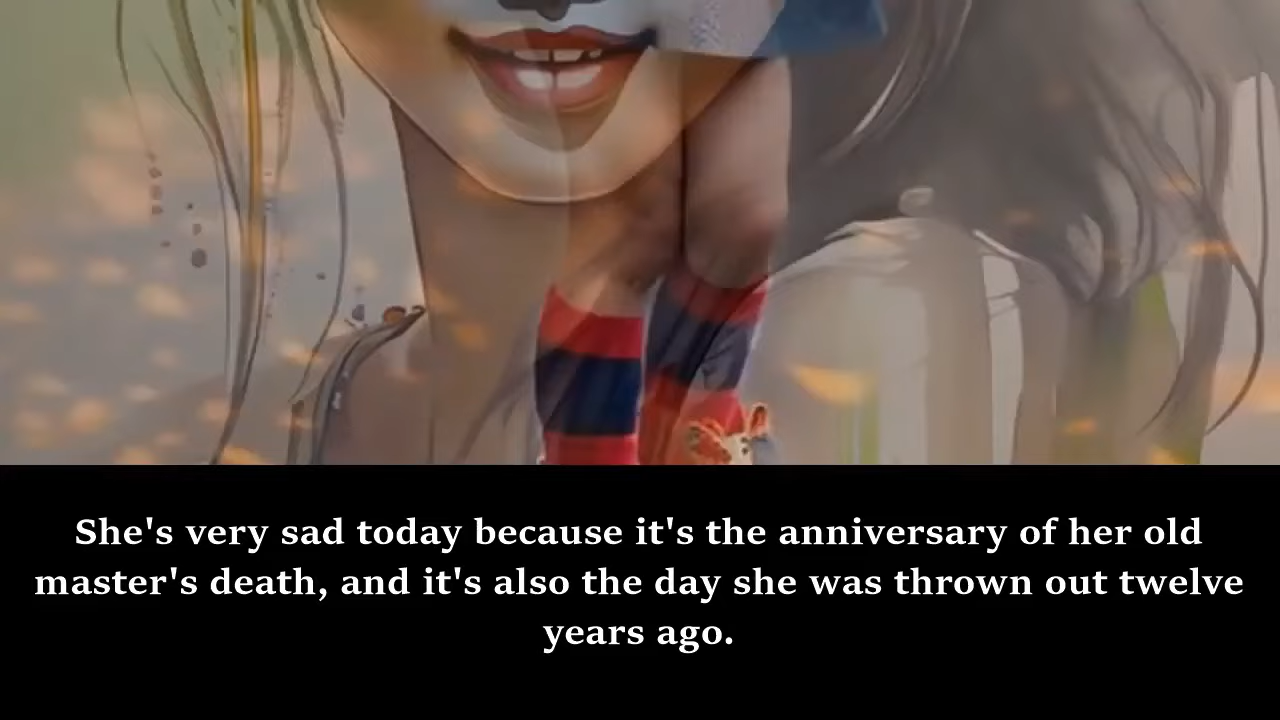 She's very sad today because it's the anniversary of her old
master's death, and it's also the day she was thrown out twelve
years ago.